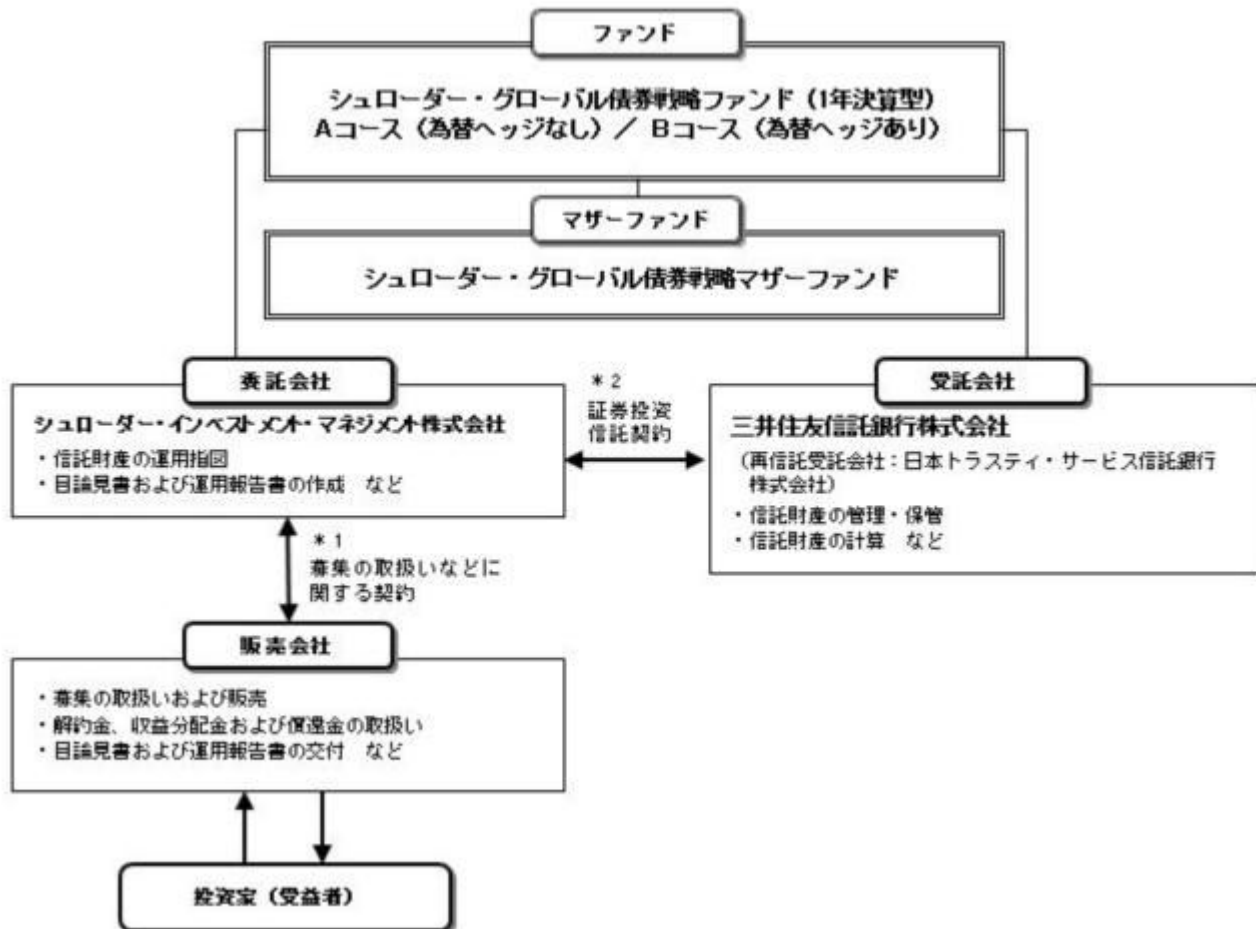 ファンド
シュローダー・グローバル債券戦略ファンド（1年決算型）
Aコース（為替ヘッジなし）／ Bコース（為替ヘッジあり）
マザーファンド
シュローダー・グローバル債券戦略マザーファンド
委託会社
シュローダー・インベストメント・マネジメント株式会社
・信託財産の運用指図
・目論見書および運用報告書の作成　など
＊2
証券投資
信託契約
受託会社
三井住友信託銀行株式会社
（再信託受託会社：日本トラスティ・サービス信託銀行
株式会社）
・信託財産の管理・保管
・信託財産の計算　など
＊1
募集の取扱いなどに
関する契約
販売会社
・募集の取扱いおよび販売
・解約金、収益分配金および償還金の取扱い
・目論見書および運用報告書の交付　など
投資家（受益者）